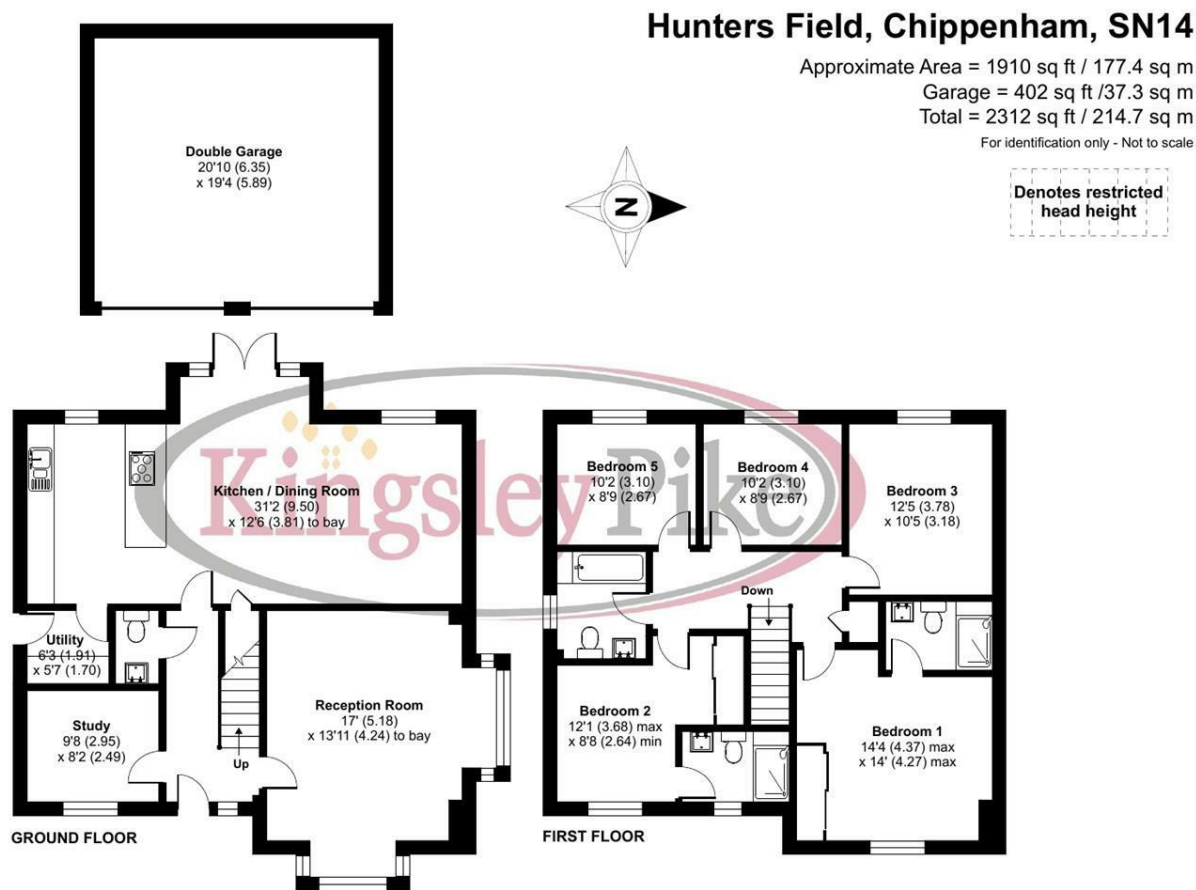 Hunters Field, Chippenham, SN14
Approximate Area = 1910 sq ft / 177.4 sq m
Garage = 402 sq ft /37.3 sq m
Total = 2312 sq ft / 214.7 sq m
For identification only - Not to scale
Denotes restricted
head height
N
Double Garage
20'10 (6.35)
x 19'4 (5.89)
Kingsley Pike
Kitchen / Dining Room
31'2 (9.50)
x 12'6 (3.81) to bay
Utility
6'3 (1.91)
x 5'7 (1.70)
Study
9'8 (2.95)
x 8'2 (2.49)
Up
Reception Room
17' (5.18)
x 13'11 (4.24) to bay
GROUND FLOOR
Bedroom 5
10'2 (3.10)
x 8'9 (2.67)
Bedroom 4
10'2 (3.10)
x 8'9 (2.67)
Bedroom 3
12'5 (3.78)
x 10'5 (3.18)
Down
Bedroom 2
12'1 (3.68) max
x 8'8 (2.64) min
Bedroom 1
14'4 (4.37) max
x 14' (4.27) max
FIRST FLOOR